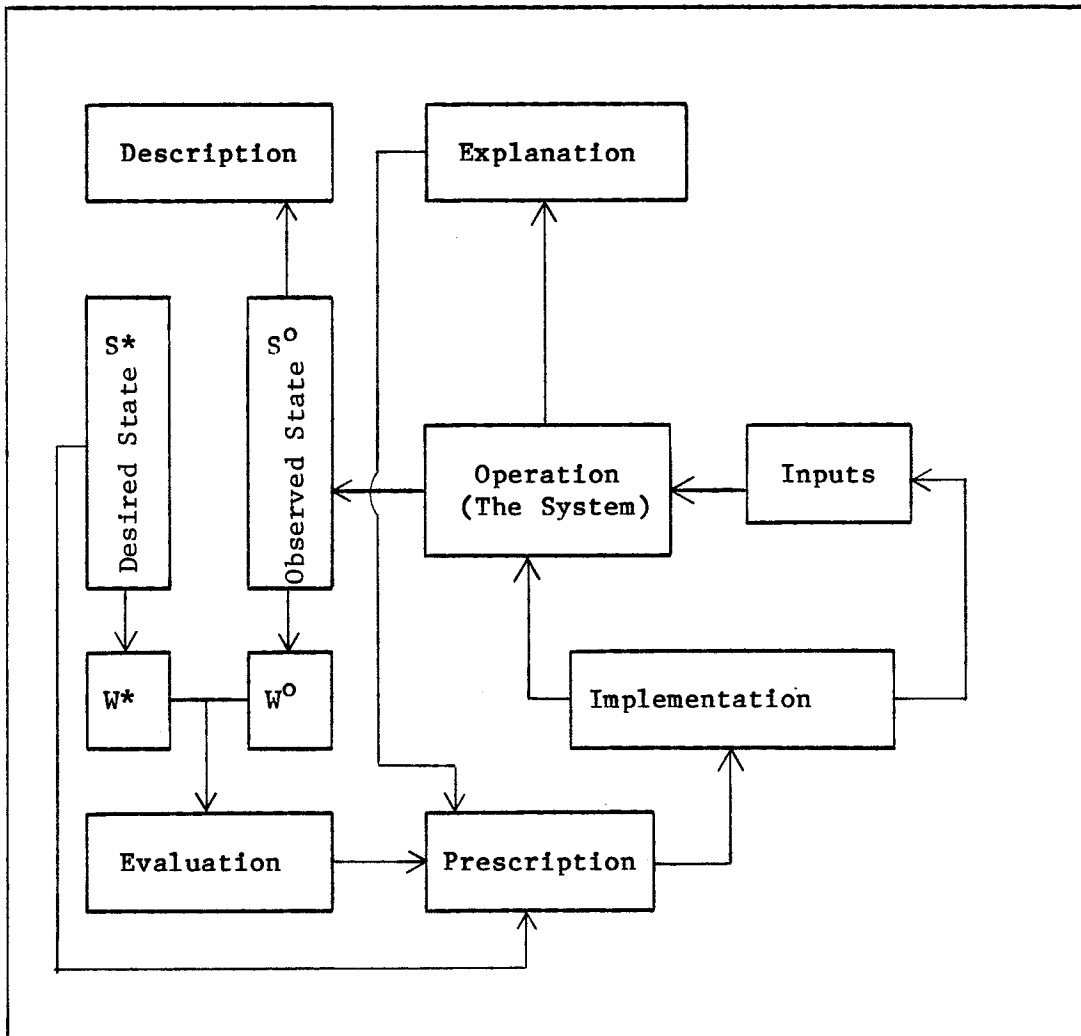 Description
Explanation
S* Desired State
S° Observed State
Operation
(The System)
Inputs
W*
W°
Implementation
Evaluation
Prescription